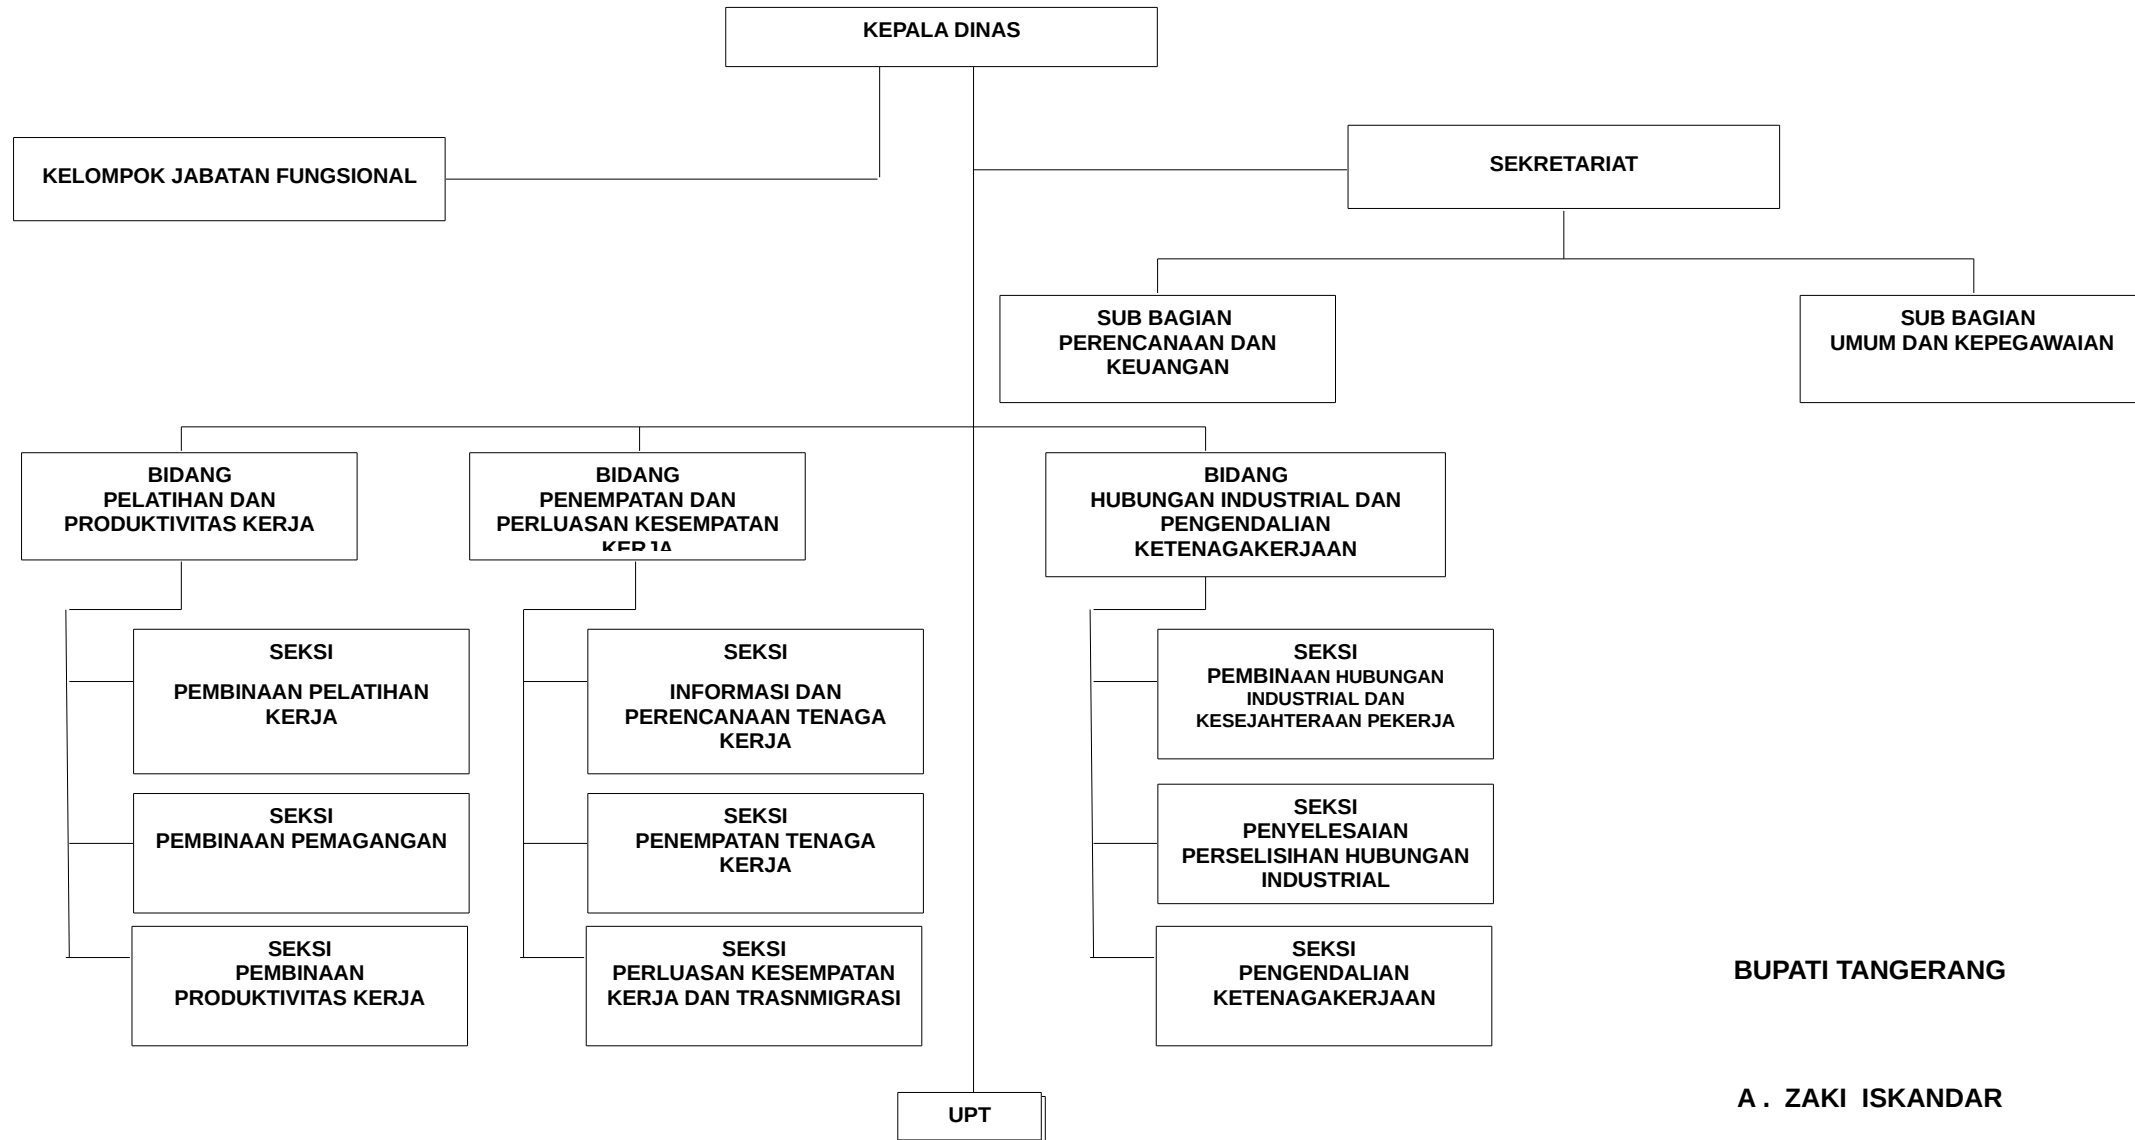 KEPALA DINAS
KELOMPOK JABATAN FUNGSIONAL
SEKRETARIAT
SUB BAGIAN
PERENCANAAN DAN
KEUANGAN
SUB BAGIAN
UMUM DAN KEPEGAWAIAN
BIDANG
PELATIHAN DAN
PRODUKTIVITAS KERJA
BIDANG
PENEMPATAN DAN
PERLUASAN KESEMPATAN
KERJA
BIDANG
HUBUNGAN INDUSTRIAL DAN
PENGENDALIAN
KETENAGAKERJAAN
SEKSI
PEMBINAAN PELATIHAN
KERJA
SEKSI
INFORMASI DAN
PERENCANAAN TENAGA
KERJA
SEKSI
PEMBINAAN HUBUNGAN
INDUSTRIAL DAN
KESEJAHTERAAN PEKERJA
SEKSI
PEMBINAAN PEMAGANGAN
SEKSI
PENEMPATAN TENAGA
KERJA
SEKSI
PENYELESAIAN
PERSELISIHAN HUBUNGAN
INDUSTRIAL
SEKSI
PEMBINAAN
PRODUKTIVITAS KERJA
SEKSI
PERLUASAN KESEMPATAN
KERJA DAN TRASNMIGRASI
SEKSI
PENGENDALIAN
KETENAGAKERJAAN
BUPATI TANGERANG
A . ZAKI ISKANDAR
UPT